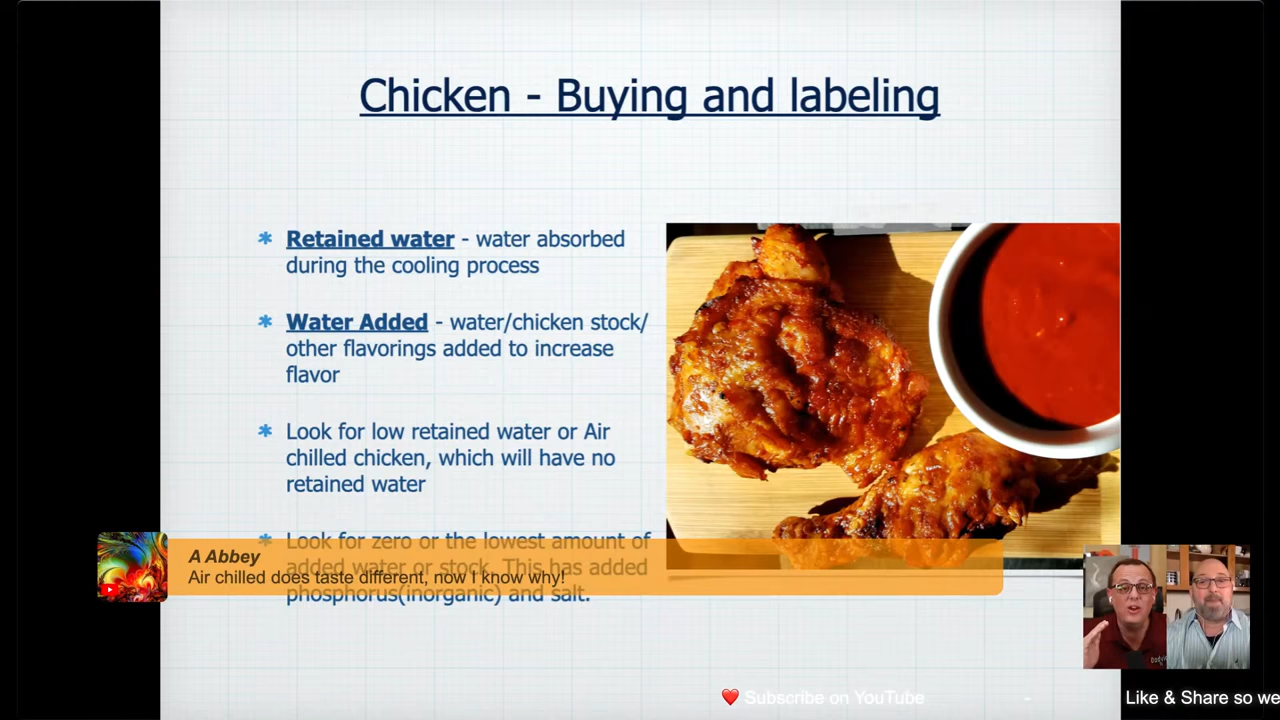 Chicken - Buying and labeling
Retained water - water absorbed
during the cooling process
Water Added - water/chicken stock/
other flavorings added to increase
flavor
Look for low retained water or Air
chilled chicken, which will have no
retained water
Look for zero or the lowest amount of
added water or stock. This has added
phosphorus(inorganic) and salt.
A Abbey
Air chilled does taste different, now I know why!
❤️ Subscribe on YouTube - Like & Share so we